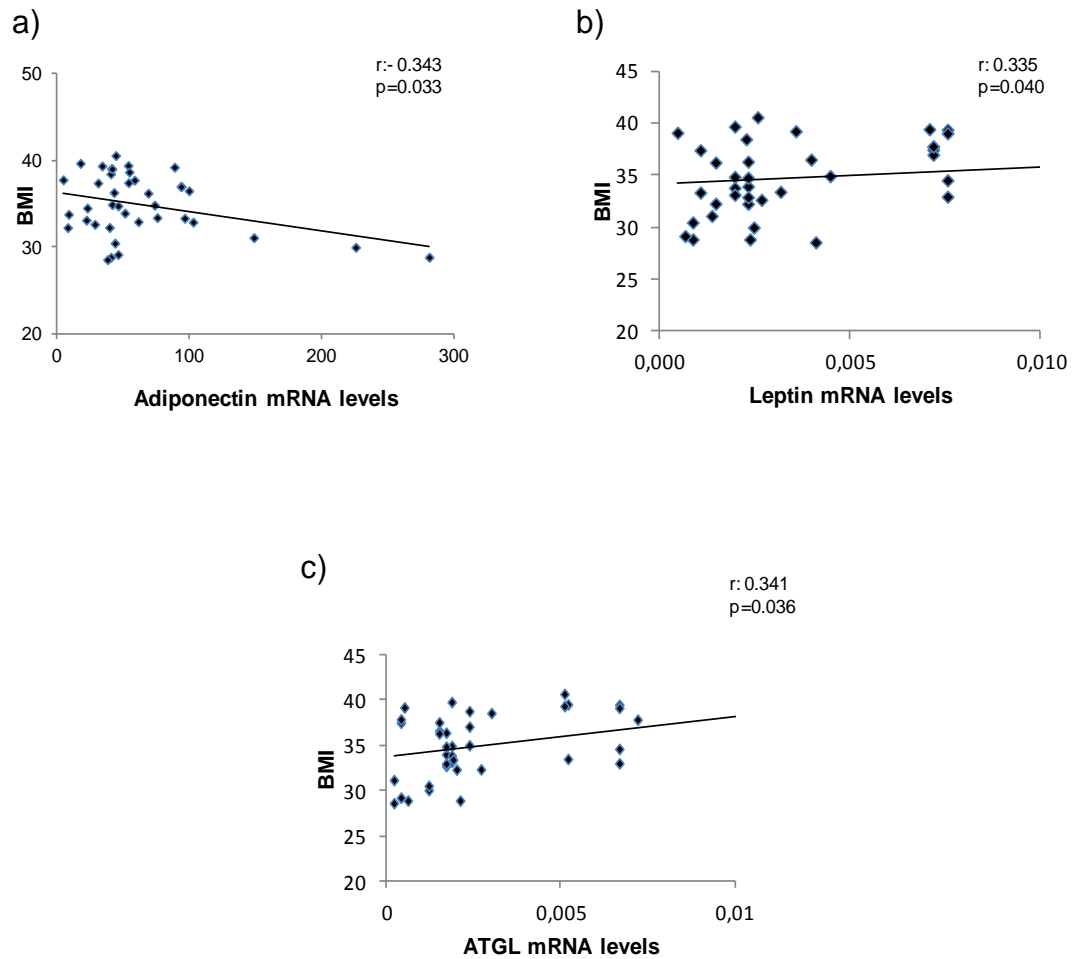 a)
r:- 0.343
p=0.033
50
40
30
20
BMI
0
100
200
300
Adiponectin mRNA levels
b)
r: 0.335
p=0.040
45
40
35
30
25
20
BMI
0,000
0,005
0,010
Leptin mRNA levels
c)
r: 0.341
p=0.036
45
40
35
30
25
20
BMI
0
0,005
0,01
ATGL mRNA levels